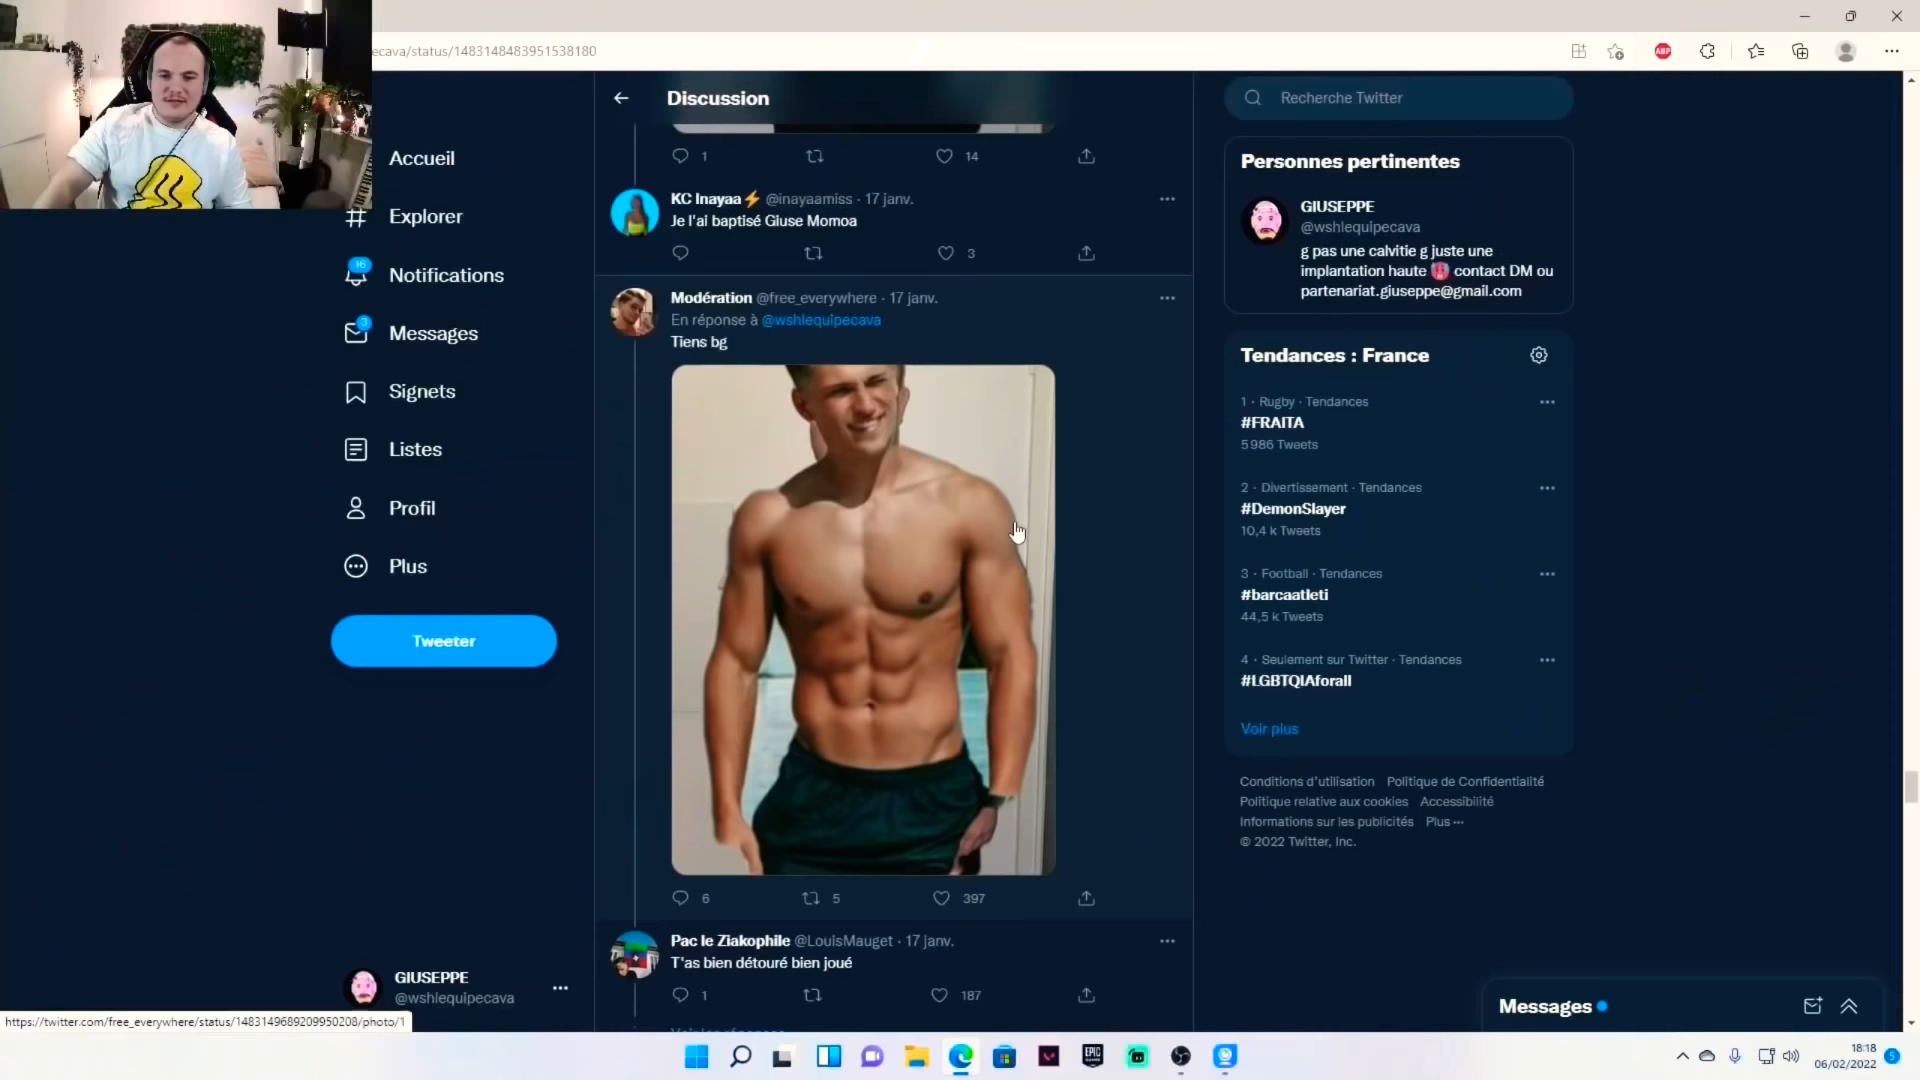 ecava/status/1483148483951538180
ABP
Accueil
Explorer
16
Notifications
3
Messages
Signets
Listes
Profil
Plus
Tweeter
GIUSEPPE
@wshlequipecava
https://twitter.com/free_everywhere/status/1483149689209950208/photo/1
Discussion
1
14
KC Inayaa⚡ @inayaamiss · 17 janv.
Je l'ai baptisé Giuse Momoa
3
Modération @free_everywhere · 17 janv.
En réponse à @wshlequipecava
Tiens bg
6
5
397
Pac le Ziakophile @LouisMauget · 17 janv.
T'as bien détouré bien joué
1
187
Recherche Twitter
Personnes pertinentes
GIUSEPPE
@wshlequipecava
g pas une calvitie g juste une
implantation haute contact DM ou
partenariat.giuseppe@gmail.com
Tendances : France
1 · Rugby · Tendances
#FRAITA
5 986 Tweets
2 · Divertissement · Tendances
#DemonSlayer
10,4 k Tweets
3 · Football · Tendances
#barcaatleti
44,5 k Tweets
4 · Seulement sur Twitter · Tendances
#LGBTQIAforall
Voir plus
Conditions d'utilisation Politique de Confidentialité
Politique relative aux cookies Accessibilité
Informations sur les publicités Plus ···
© 2022 Twitter, Inc.
Messages
EPIC
18:18
06/02/2022
5